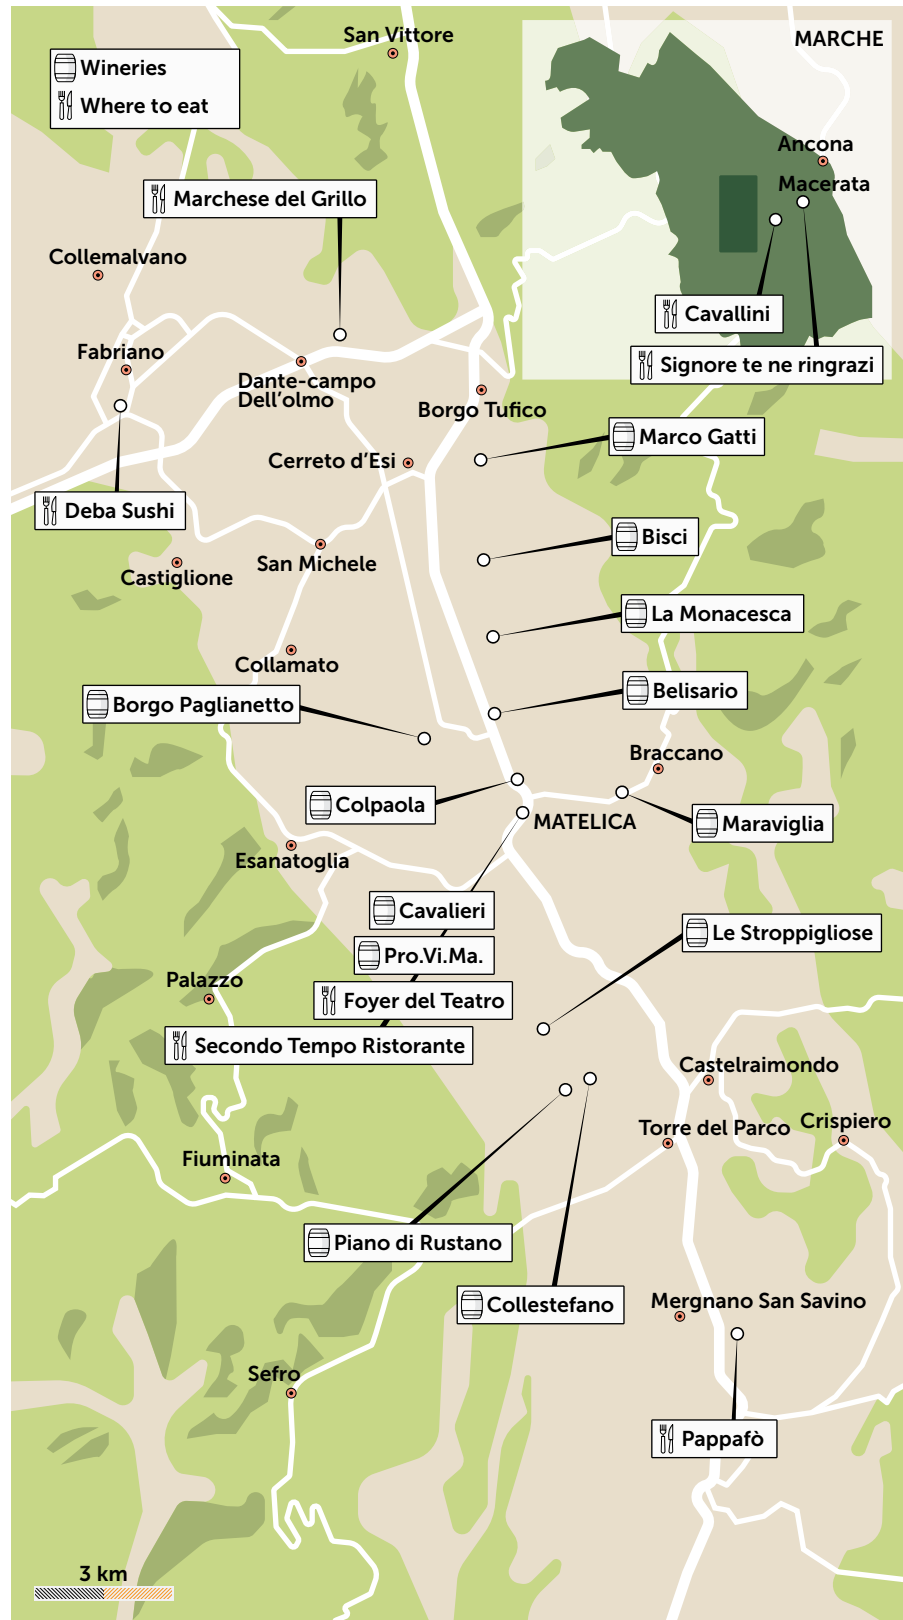 San Vittore
MARCHE
Wineries
Where to eat
Ancona
Macerata
Marchese del Grillo
Collemalvano
Cavallini
Fabriano
Signore te ne ringrazi
Dante-campo
Dell'olmo
Borgo Tufico
Marco Gatti
Cerreto d'Esi
Deba Sushi
Bisci
San Michele
Castiglione
La Monacesca
Collamato
Belisario
Borgo Paglianetto
Braccano
Colpaola
MATELICA
Maraviglia
Esanatoglia
Cavalieri
Le Stroppigliose
Pro.Vi.Ma.
Palazzo
Foyer del Teatro
Secondo Tempo Ristorante
Castelraimondo
Crispiero
Torre del Parco
Fiuminata
Piano di Rustano
Mergnano San Savino
Collestefano
Sefro
Pappafò
3 km